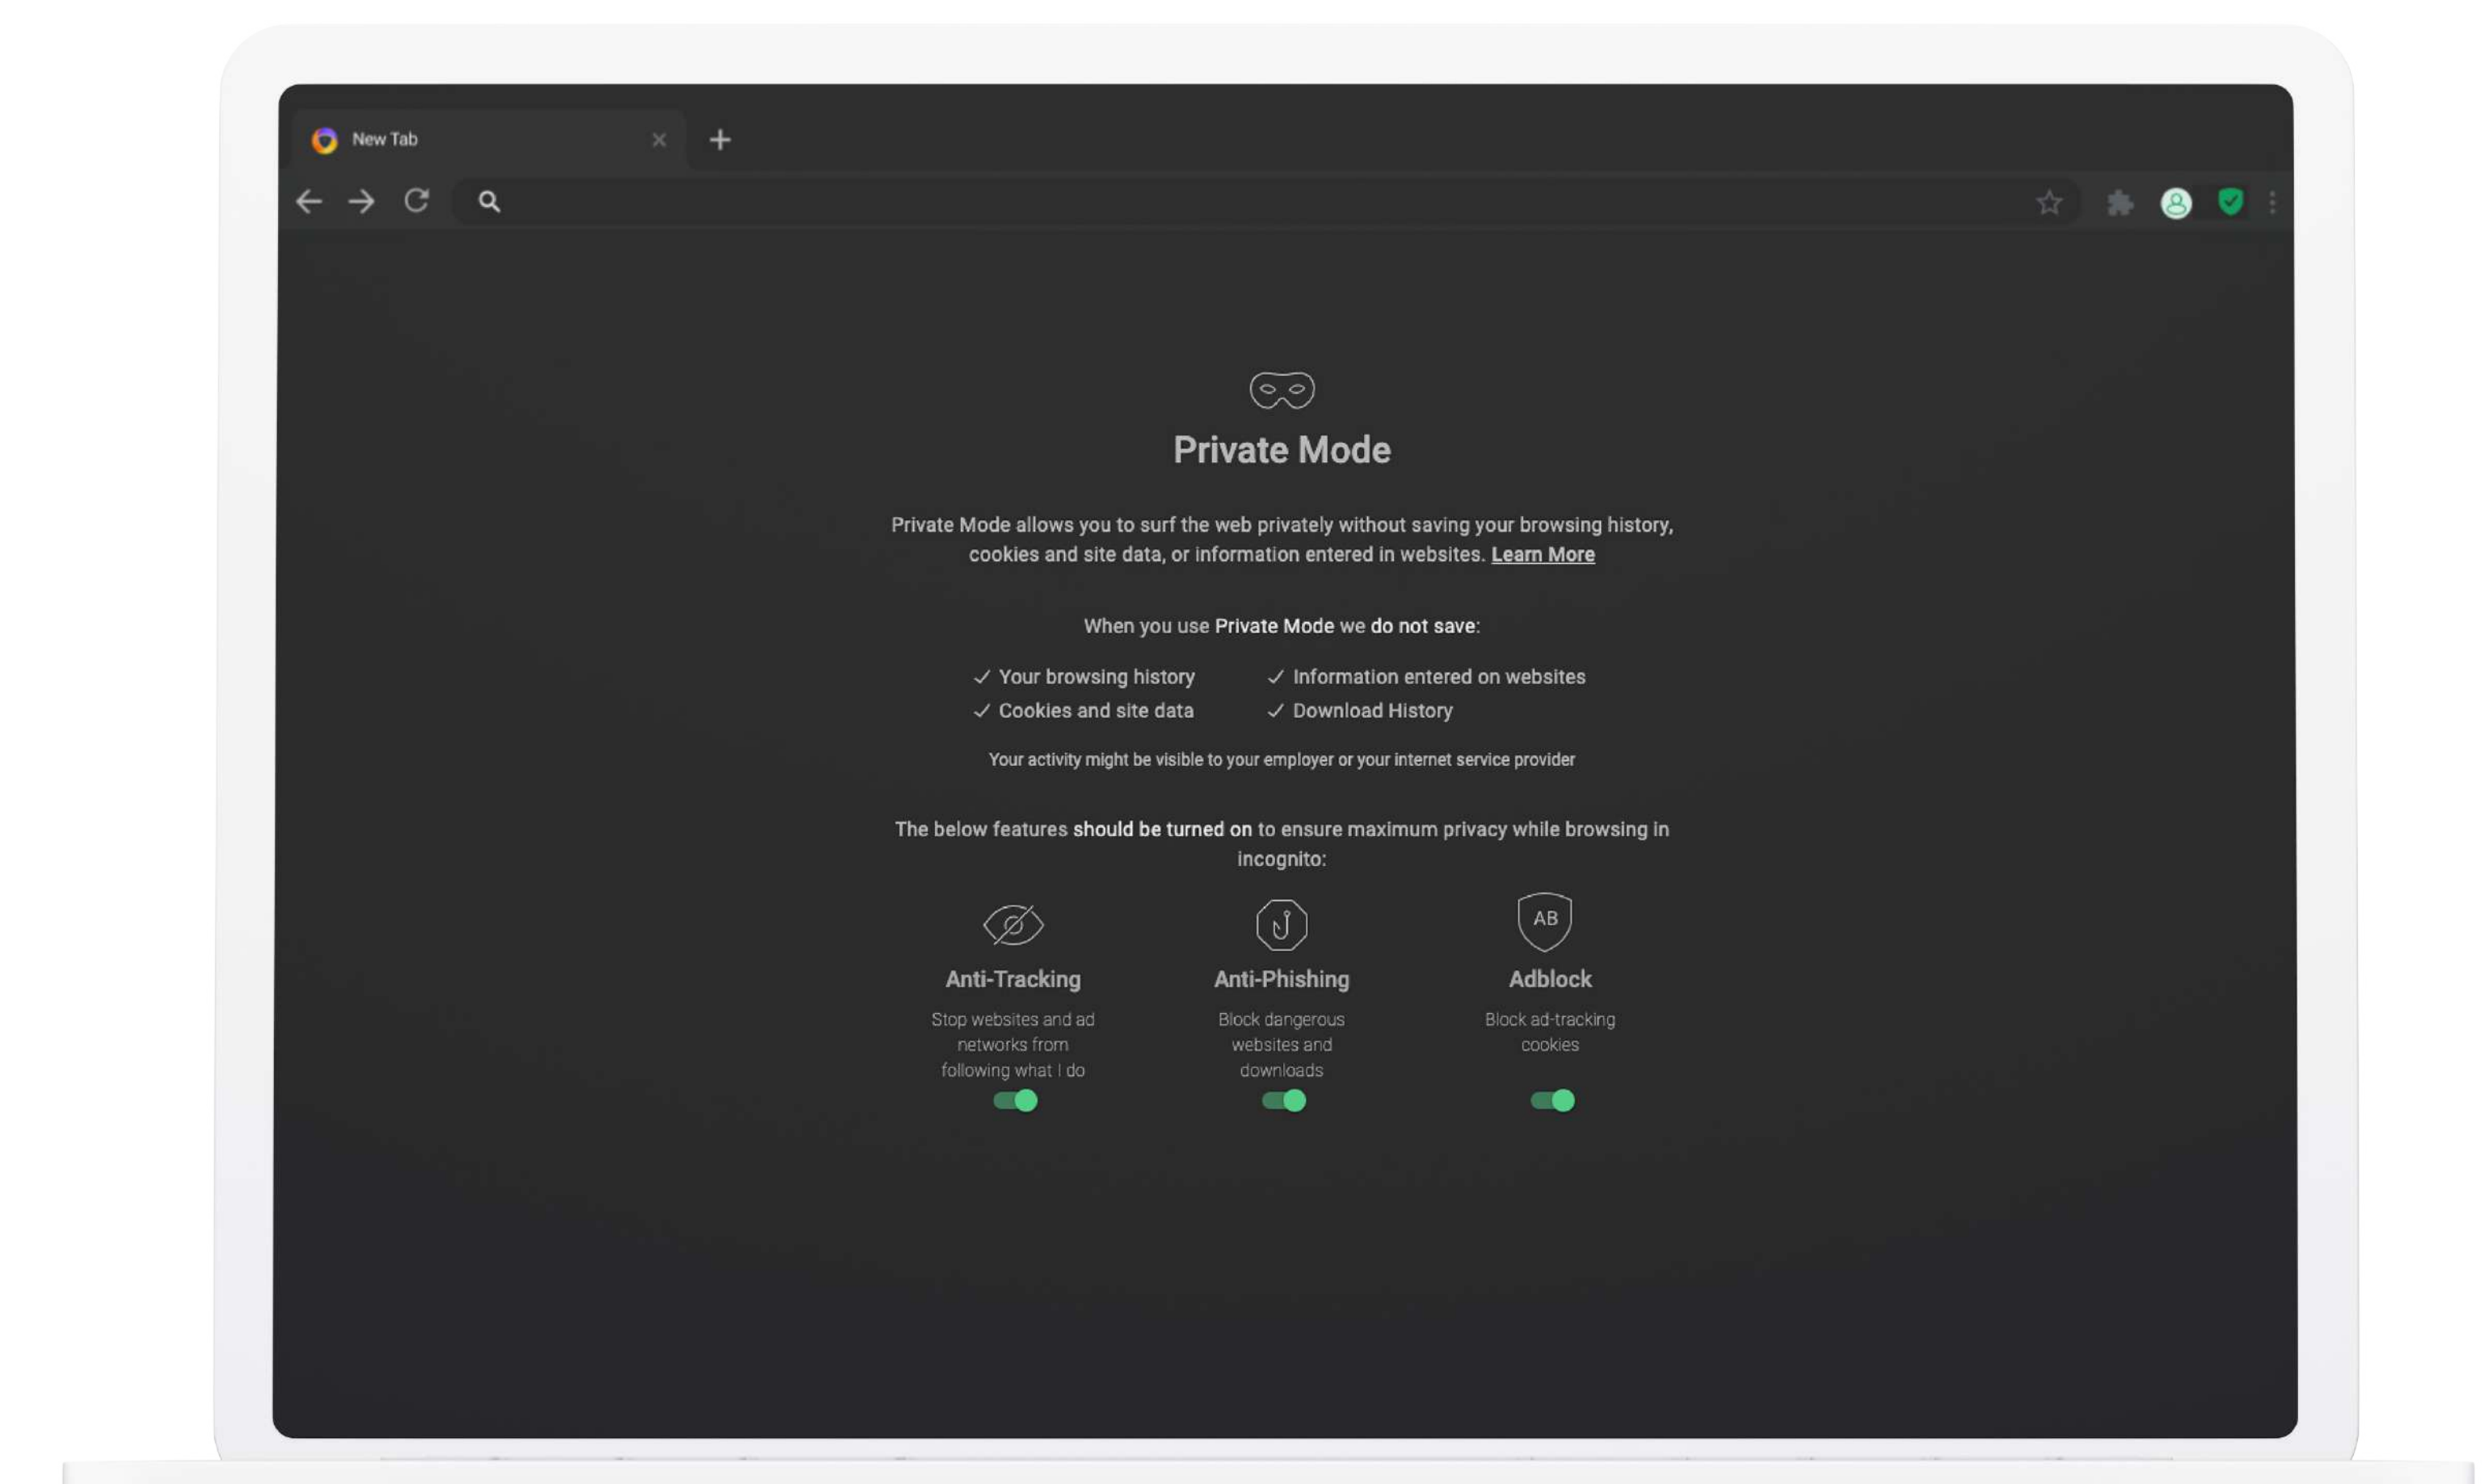 New Tab
Private Mode
Private Mode allows you to surf the web privately without saving your browsing history,
cookies and site data, or information entered in websites. Learn More
When you use Private Mode we do not save:
Your browsing history
Information entered on websites
Cookies and site data
Download History
Your activity might be visible to your employer or your internet service provider
The below features should be turned on to ensure maximum privacy while browsing in
incognito:
AB
Anti-Tracking
Stop websites and ad
networks from
following what I do
Anti-Phishing
Block dangerous
websites and
downloads
Adblock
Block ad-tracking
cookies